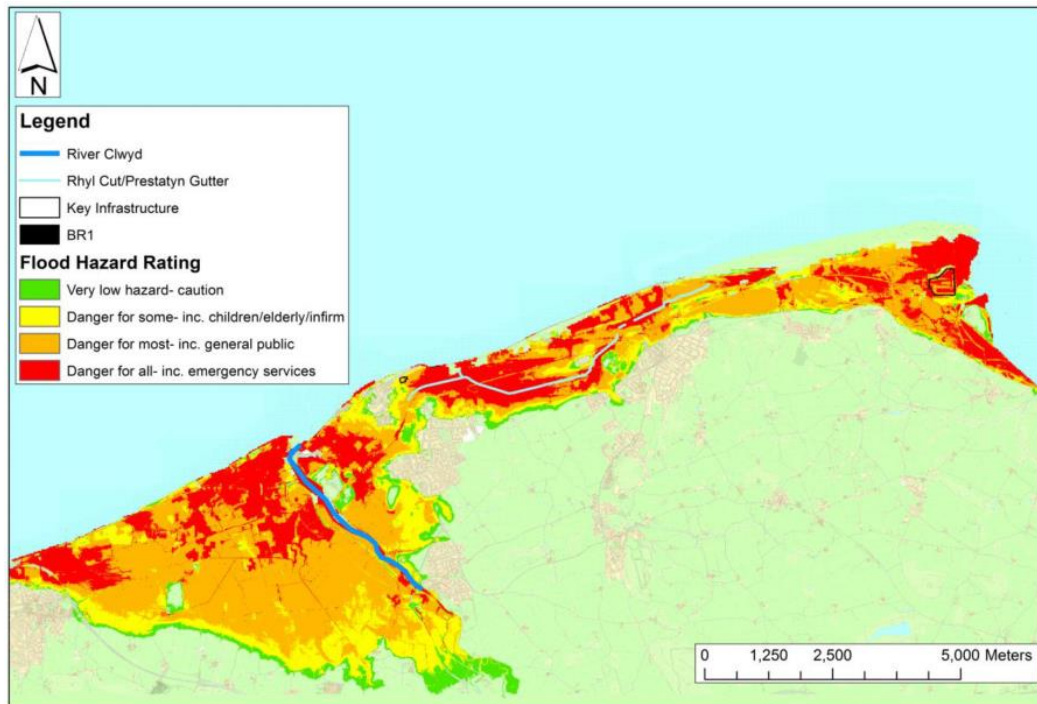 N
Legend
River Clwyd
Rhyl Cut/Prestatyn Gutter
Key Infrastructure
BR1
Flood Hazard Rating
Very low hazard- caution
Danger for some- inc. children/elderly/infirm
Danger for most- inc. general public
Danger for all- inc. emergency services
0 1,250 2,500 5,000 Meters